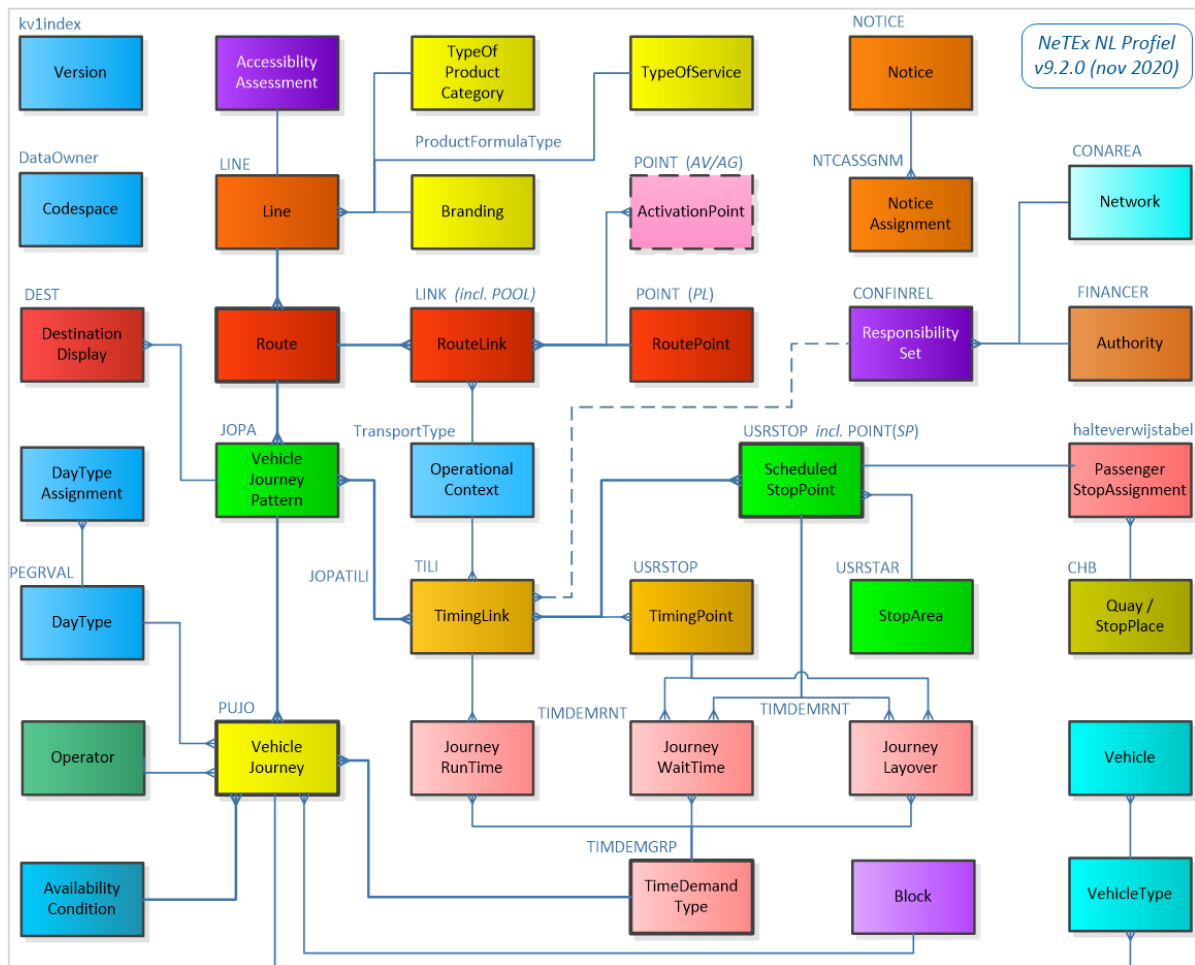 kv1index
NOTICE
Version
Accessiblity
Assessment
TypeOf
Product
Category
TypeOfService
Notice
NeTEx NL Profiel
v9.2.0 (nov 2020)
ProductFormulaType
DataOwner
LINE
POINT (AV/AG)
NTCASSGNM
CONAREA
Codespace
Line
Branding
ActivationPoint
Notice
Assignment
Network
DEST
LINK (incl. POOL)
POINT (PL)
CONFINREL
FINANCER
Destination
Display
Route
RouteLink
RoutePoint
Responsibility
Set
Authority
JOPA
TransportType
USRSTOP incl. POINT(SP)
halteverwijstabel
DayType
Assignment
Vehicle
Journey
Pattern
Operational
Context
Scheduled
StopPoint
Passenger
StopAssignment
PEGRVAL
JOPATILI
TILI
USRSTOP
USRSTAR
CHB
DayType
TimingLink
TimingPoint
StopArea
Quay /
StopPlace
PUJO
TIMDEMRNT
TIMDEMRNT
Operator
Vehicle
Journey
Journey
RunTime
Journey
WaitTime
Journey
Layover
Vehicle
TIMDEMGRP
Availability
Condition
TimeDemand
Type
Block
VehicleType